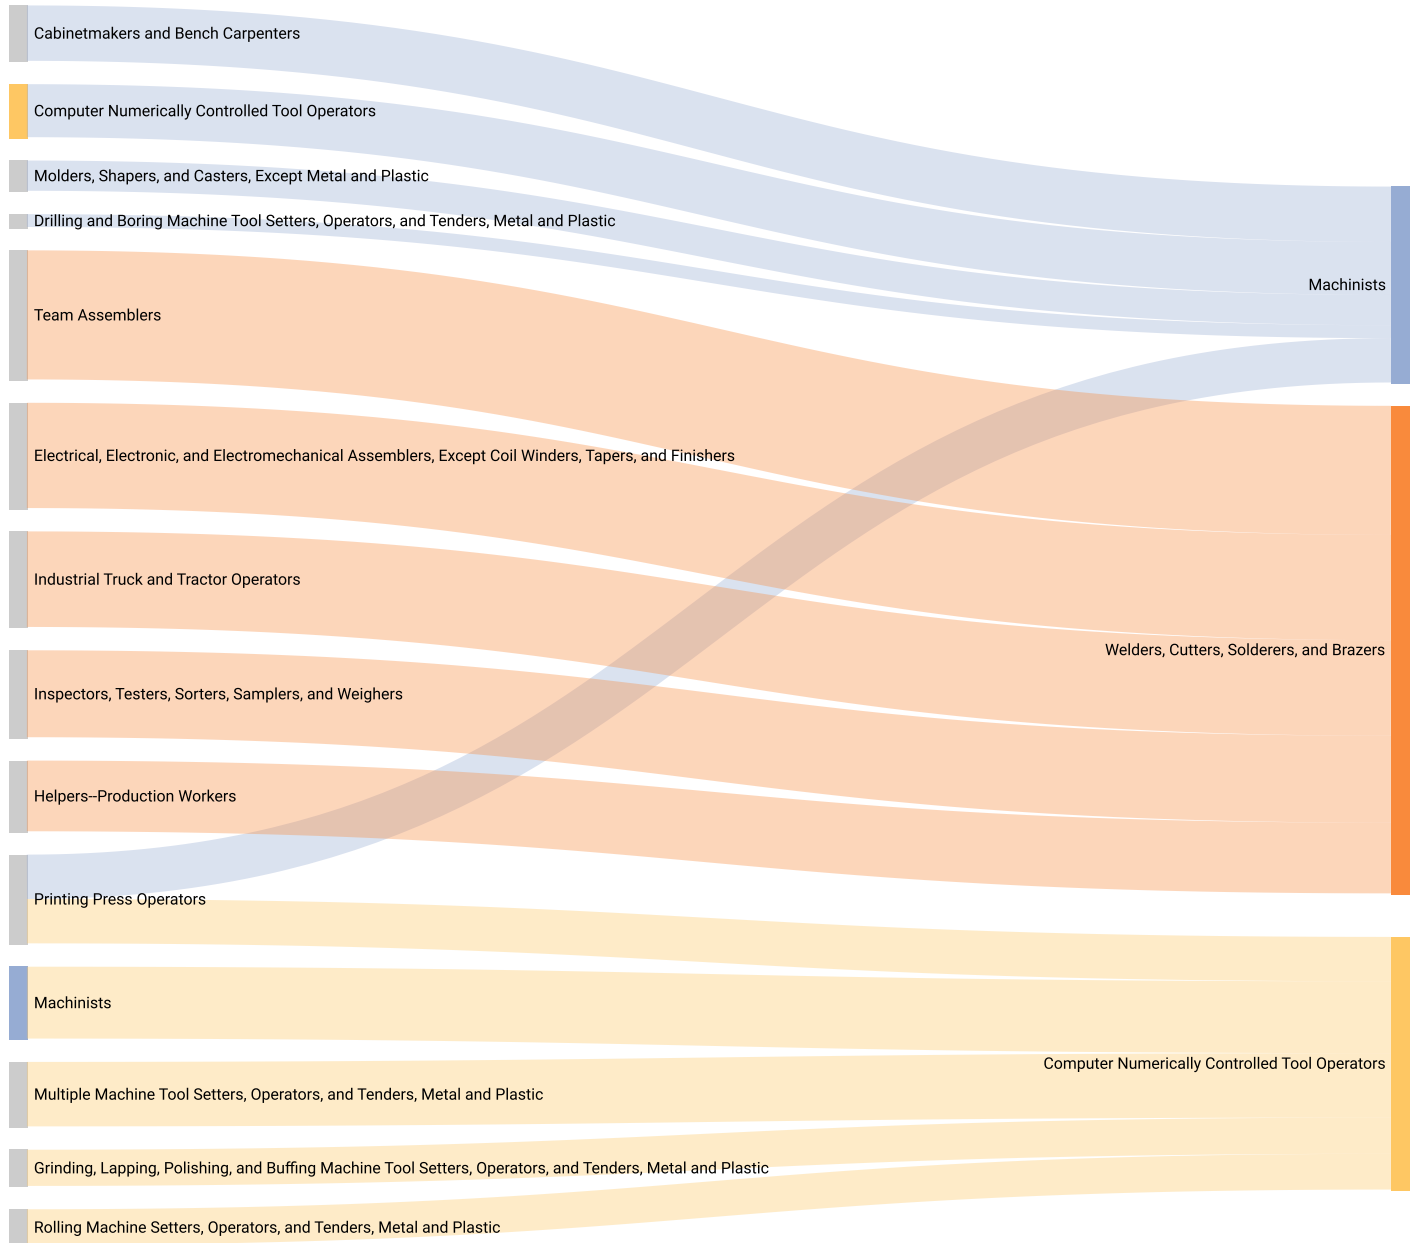 Cabinetmakers and Bench Carpenters
Computer Numerically Controlled Tool Operators
Molders, Shapers, and Casters, Except Metal and Plastic
Drilling and Boring Machine Tool Setters, Operators, and Tenders, Metal and Plastic
Team Assemblers
Electrical, Electronic, and Electromechanical Assemblers, Except Coil Winders, Tapers, and Finishers
Industrial Truck and Tractor Operators
Inspectors, Testers, Sorters, Samplers, and Weighers
Helpers--Production Workers
Printing Press Operators
Machinists
Multiple Machine Tool Setters, Operators, and Tenders, Metal and Plastic
Grinding, Lapping, Polishing, and Buffing Machine Tool Setters, Operators, and Tenders, Metal and Plastic
Rolling Machine Setters, Operators, and Tenders, Metal and Plastic
Machinists
Welders, Cutters, Solderers, and Brazers
Computer Numerically Controlled Tool Operators